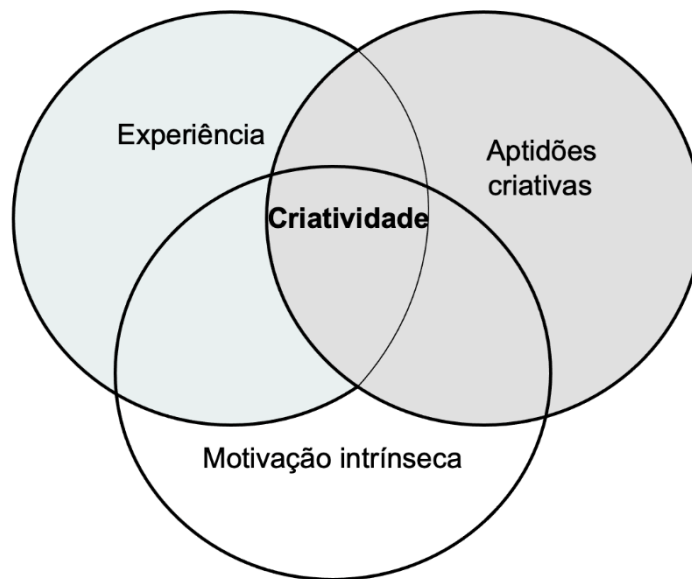 Experiência
Aptidões
criativas
Criatividade
Motivação intrínseca